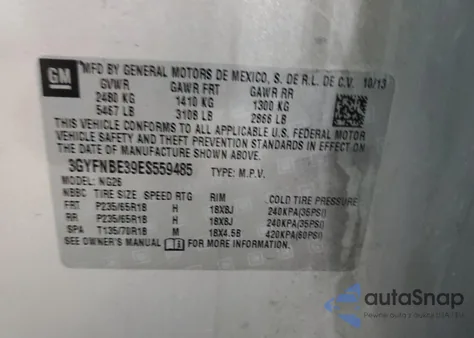 GM
MFD BY GENERAL MOTORS DE MEXICO, S. DE R.L. DE C.V. 10/13
GVWR GAWR FRT GAWR RR
2480 KG 1410 KG 1300 KG
5467 LB 3108 LB 2866 LB
THIS VEHICLE CONFORMS TO ALL APPLICABLE U.S. FEDERAL MOTOR
VEHICLE SAFETY AND THEFT PREVENTION STANDARDS IN EFFECT ON
THE DATE OF MANUFACTURE SHOWN ABOVE.
3GYFNBE39ES559485 TYPE: M.P.V.
MODEL: NG26
TIRE SIZE SPEED RTG RIM COLD TIRE PRESSURE
FRT P235/65R18 H 18X8J 240KPA(35PSI)
RR P235/65R18 H 18X8J 240KPA(35PSI)
SPA T135/70R18 M 18X4.5B 420KPA(60PSI)
SEE OWNER'S MANUAL FOR MORE INFORMATION.
autoSnap